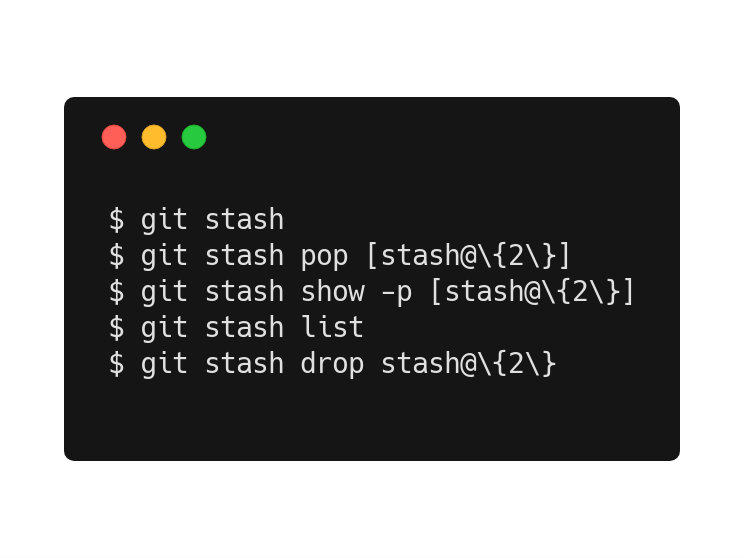 $ git stash
$ git stash pop [stash@\{2\}]
$ git stash show -p [stash@\{2\}]
$ git stash list
$ git stash drop stash@\{2\}